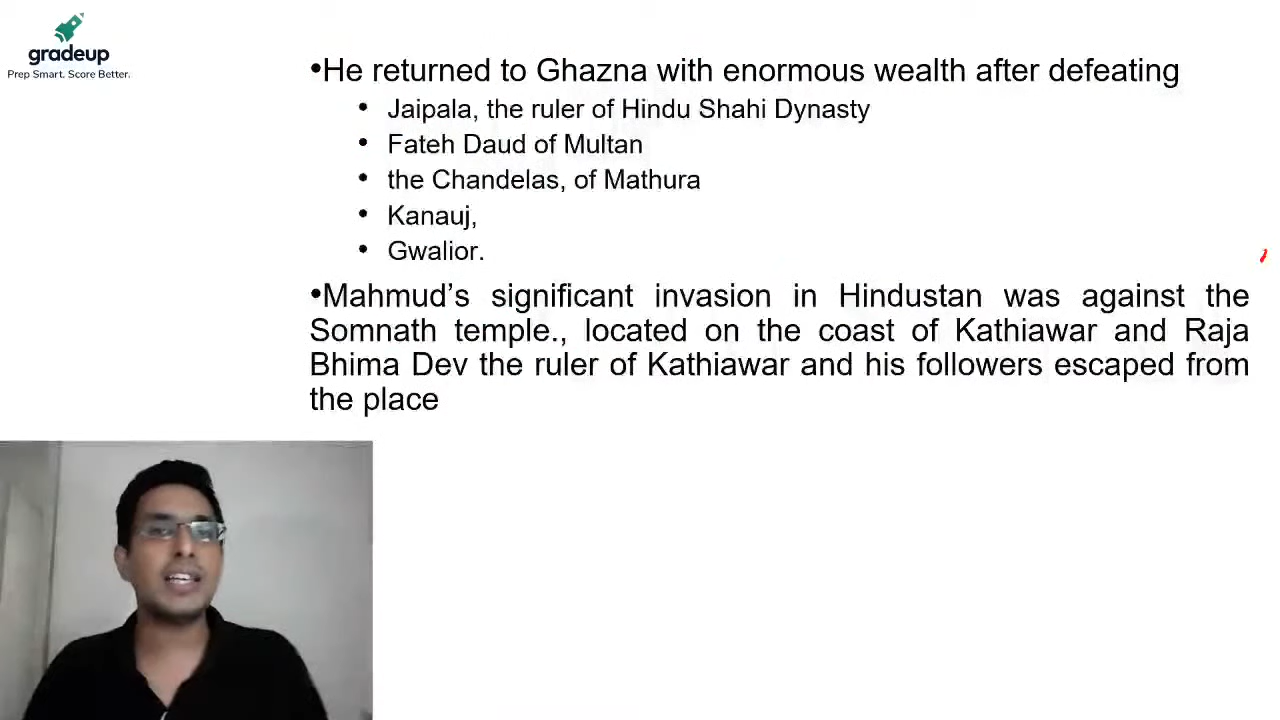 gradeup
Prep Smart. Score Better.
•He returned to Ghazna with enormous wealth after defeating
• Jaipala, the ruler of Hindu Shahi Dynasty
• Fateh Daud of Multan
• the Chandelas, of Mathura
• Kanauj,
• Gwalior.
•Mahmud’s significant invasion in Hindustan was against the
Somnath temple., located on the coast of Kathiawar and Raja
Bhima Dev the ruler of Kathiawar and his followers escaped from
the place